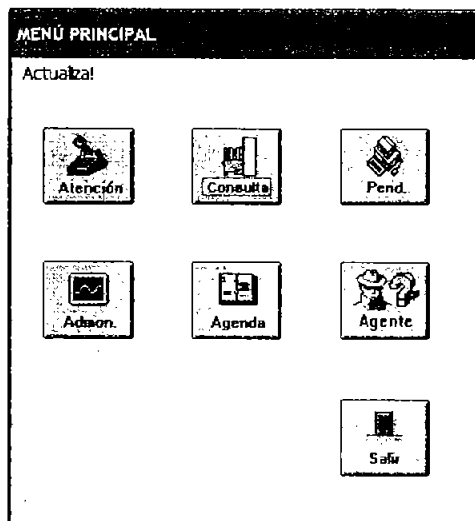 MENÚ PRINCIPAL
Actualiza!
Atención
Consulta
Pend.
Admon.
Agenda
Agente
Salir